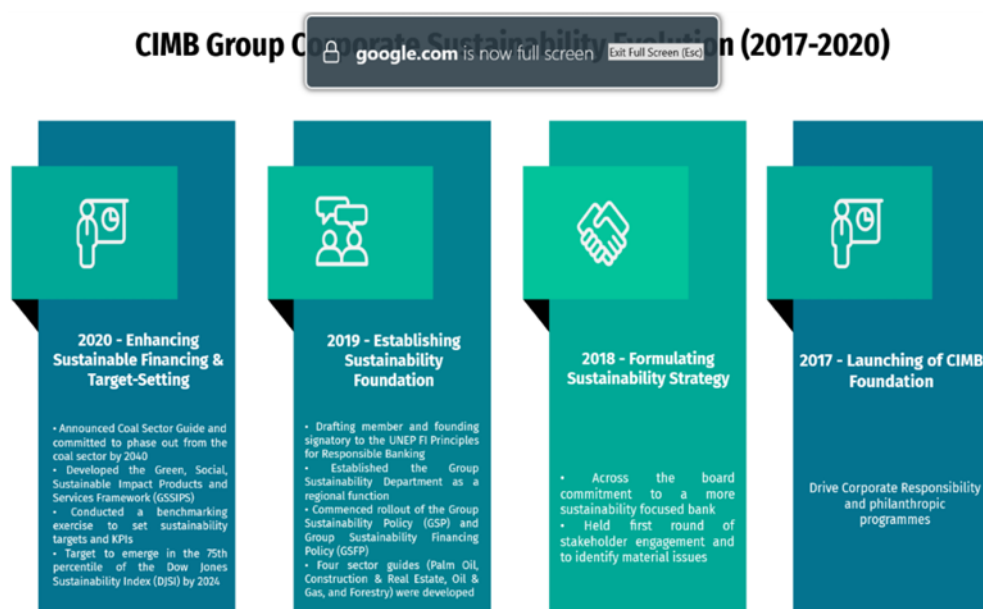 CIMB Group C n (2017-2020)
google.com is now full screen Exit Full Screen (Esc)
2020 - Enhancing
Sustainable Financing &
Target-Setting
• Announced Coal Sector Guide and
committed to phase out from the
coal sector by 2040
• Developed the Green, Social,
Sustainable Impact Products and
Services Framework (GSSIPS)
• Conducted a benchmarking
exercise to set sustainability
targets and KPIs
• Target to emerge in the 75th
percentile of the Dow Jones
Sustainability Index (DJSI) by 2024
2019 - Establishing
Sustainability
Foundation
• Drafting member and founding
signatory to the UNEP FI Principles
for Responsible Banking
• Established the Group
Sustainability Department as a
regional function
• Commenced rollout of the Group
Sustainability Policy (GSP) and
Group Sustainability Financing
Policy (GSFP)
• Four sector guides (Palm Oil,
Construction & Real Estate, Oil &
Gas, and Forestry) were developed
2018 - Formulating
Sustainability Strategy
• Across the board
commitment to a more
sustainability focused bank
• Held first round of
stakeholder engagement and
to identify material issues
2017 - Launching of CIMB
Foundation
Drive Corporate Responsibility
and philanthropic
programmes